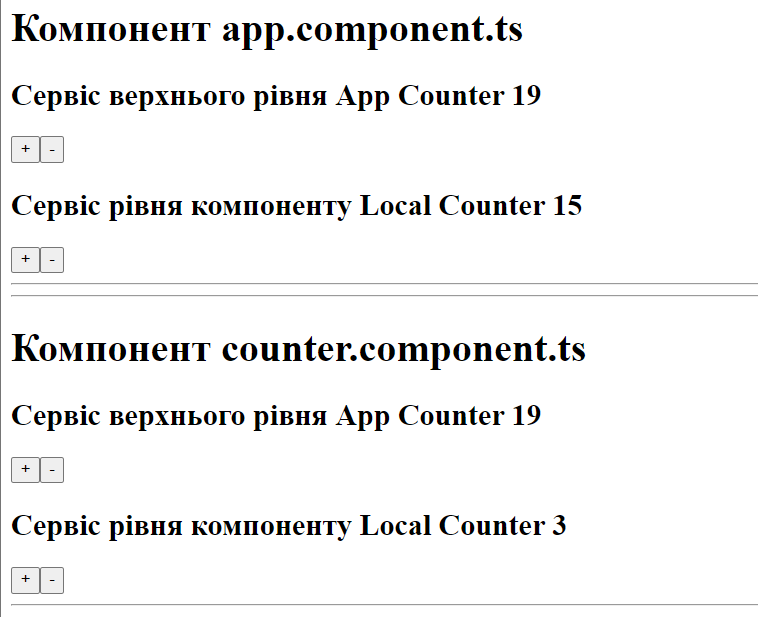 Компонент app.component.ts
Сервіс верхнього рівня App Counter 19
+ -
Сервіс рівня компоненту Local Counter 15
+ -
Компонент counter.component.ts
Сервіс верхнього рівня App Counter 19
+ -
Сервіс рівня компоненту Local Counter 3
+ -